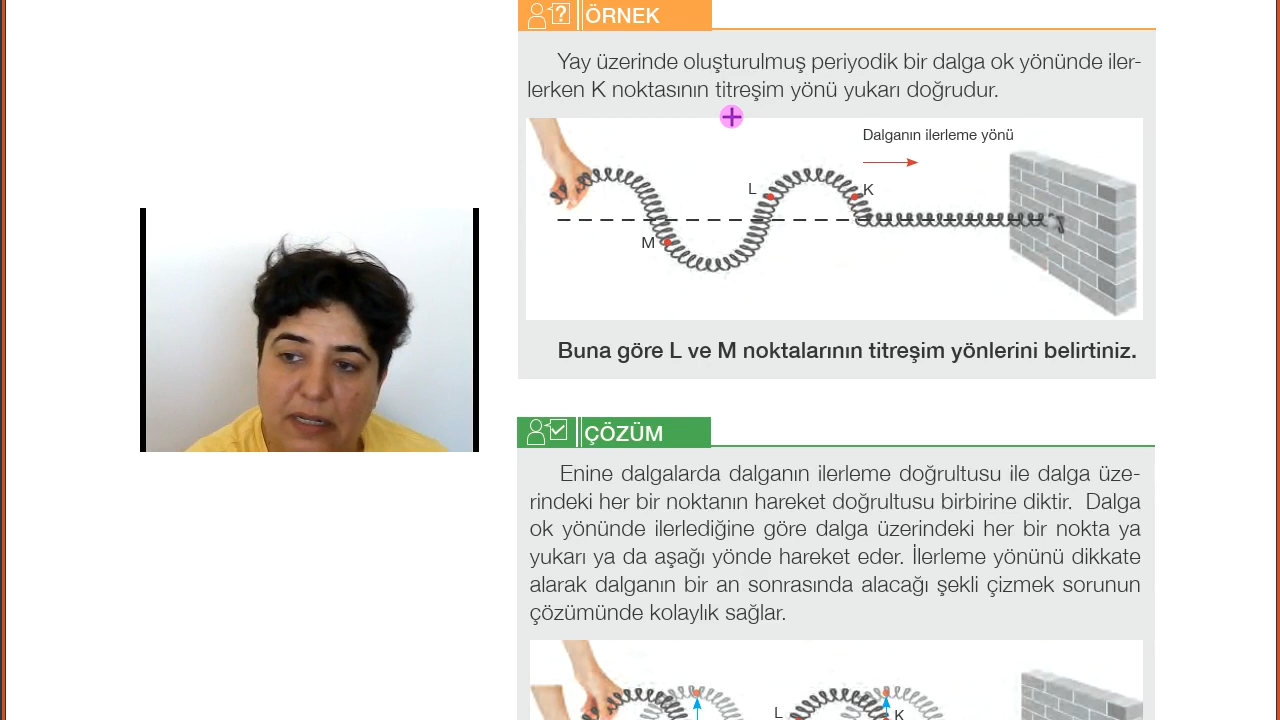 ÖRNEK
Yay üzerinde oluşturulmuş periyodik bir dalga ok yönünde iler-
lerken K noktasının titreşim yönü yukarı doğrudur.
Dalganın ilerleme yönü
L
K
M
Buna göre L ve M noktalarının titreşim yönlerini belirtiniz.
ÇÖZÜM
Enine dalgalarda dalganın ilerleme doğrultusu ile dalga üze-
rindeki her bir noktanın hareket doğrultusu birbirine diktir. Dalga
ok yönünde ilerlediğine göre dalga üzerindeki her bir nokta ya
yukarı ya da aşağı yönde hareket eder. İlerleme yönünü dikkate
alarak dalganın bir an sonrasında alacağı şekli çizmek sorunun
çözümünde kolaylık sağlar.
L
K